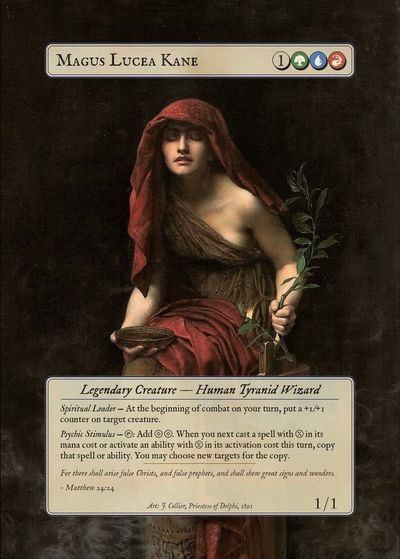 Magus Lucea Kane 1
Legendary Creature — Human Tyranid Wizard
Spiritual Leader — At the beginning of combat on your turn, put a +1/+1
counter on target creature.
Psychic Stimulus — : Add . When you next cast a spell with X in its
mana cost or activate an ability with X in its activation cost this turn, copy
that spell or ability. You may choose new targets for the copy.
For there shall arise false Christs, and false prophets, and shall shew great signs and wonders.
- Matthew 24:24
Art: J. Collier, Priestess of Delphi, 1891
1/1